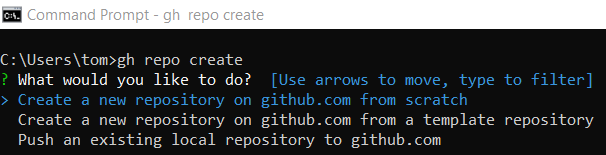 Command Prompt - gh  repo create
C:\Users\tom>gh repo create
? What would you like to do?  [Use arrows to move, type to filter]
> Create a new repository on github.com from scratch
  Create a new repository on github.com from a template repository
  Push an existing local repository to github.com